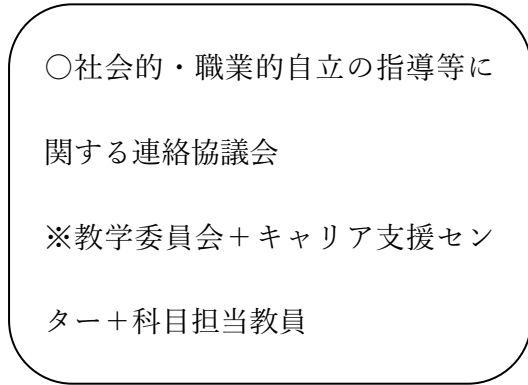 ○社会的・職業的自立の指導等に
関する連絡協議会
※教学委員会＋キャリア支援セン
ター＋科目担当教員